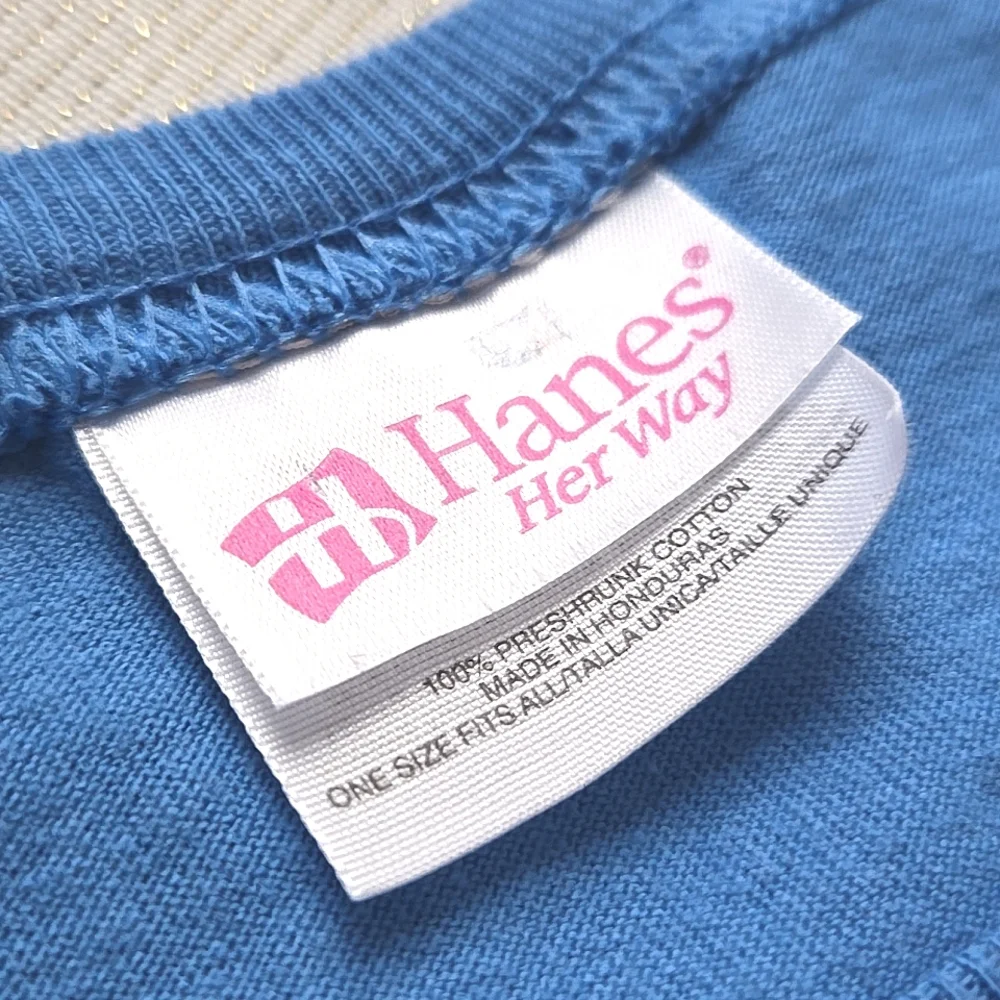 Hanes®
Her Way
100% PRESHRUNK COTTON
MADE IN HONDURAS
ONE SIZE FITS ALL/TALLA UNICA/TAILLE UNIQUE